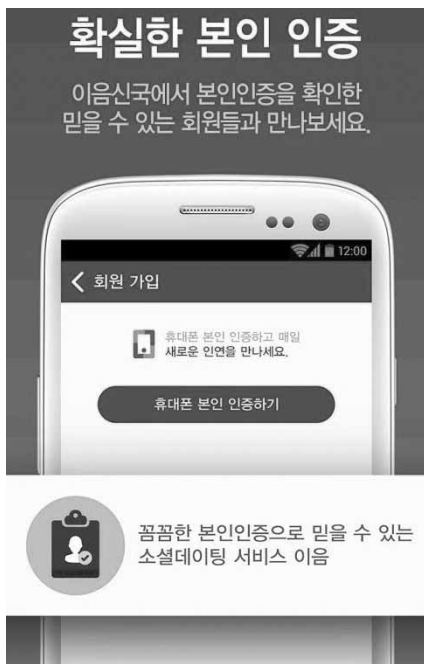 확실한 본인 인증
이음신국에서 본인인증을 확인한
믿을 수 있는 회원들과 만나보세요.
12:00
회원 가입
휴대폰 본인 인증하고 매일
새로운 인연을 만나세요.
휴대폰 본인 인증하기
꼼꼼한 본인인증으로 믿을 수 있는
소셜데이팅 서비스 이음